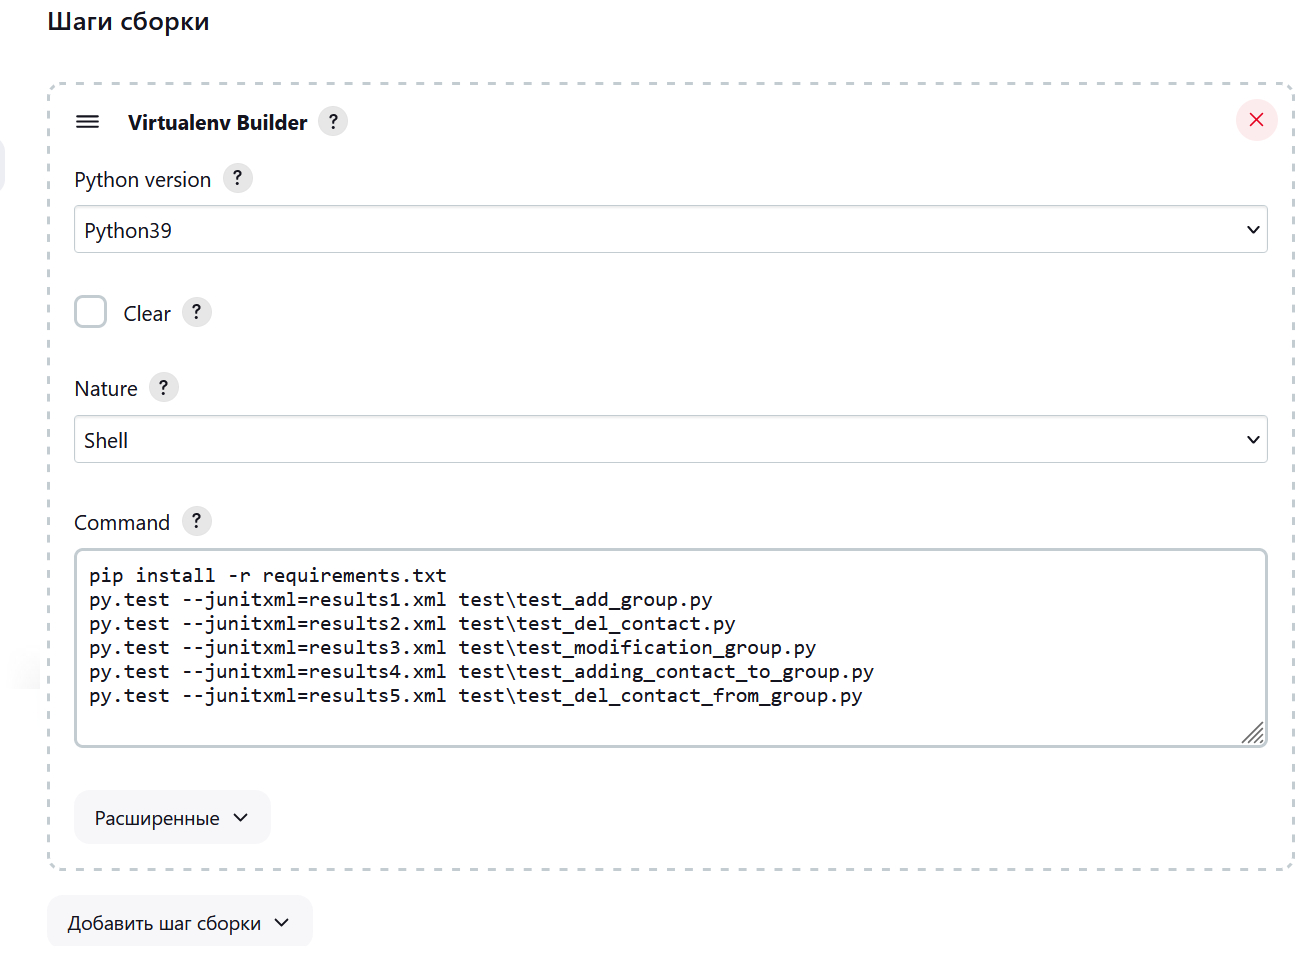 Шаги сборки
Virtualenv Builder ?
Python version ?
Python39
Clear ?
Nature ?
Shell
Command ?
pip install -r requirements.txt
py.test --junitxml=results1.xml test\test_add_group.py
py.test --junitxml=results2.xml test\test_del_contact.py
py.test --junitxml=results3.xml test\test_modification_group.py
py.test --junitxml=results4.xml test\test_adding_contact_to_group.py
py.test --junitxml=results5.xml test\test_del_contact_from_group.py
Расширенные
Добавить шаг сборки